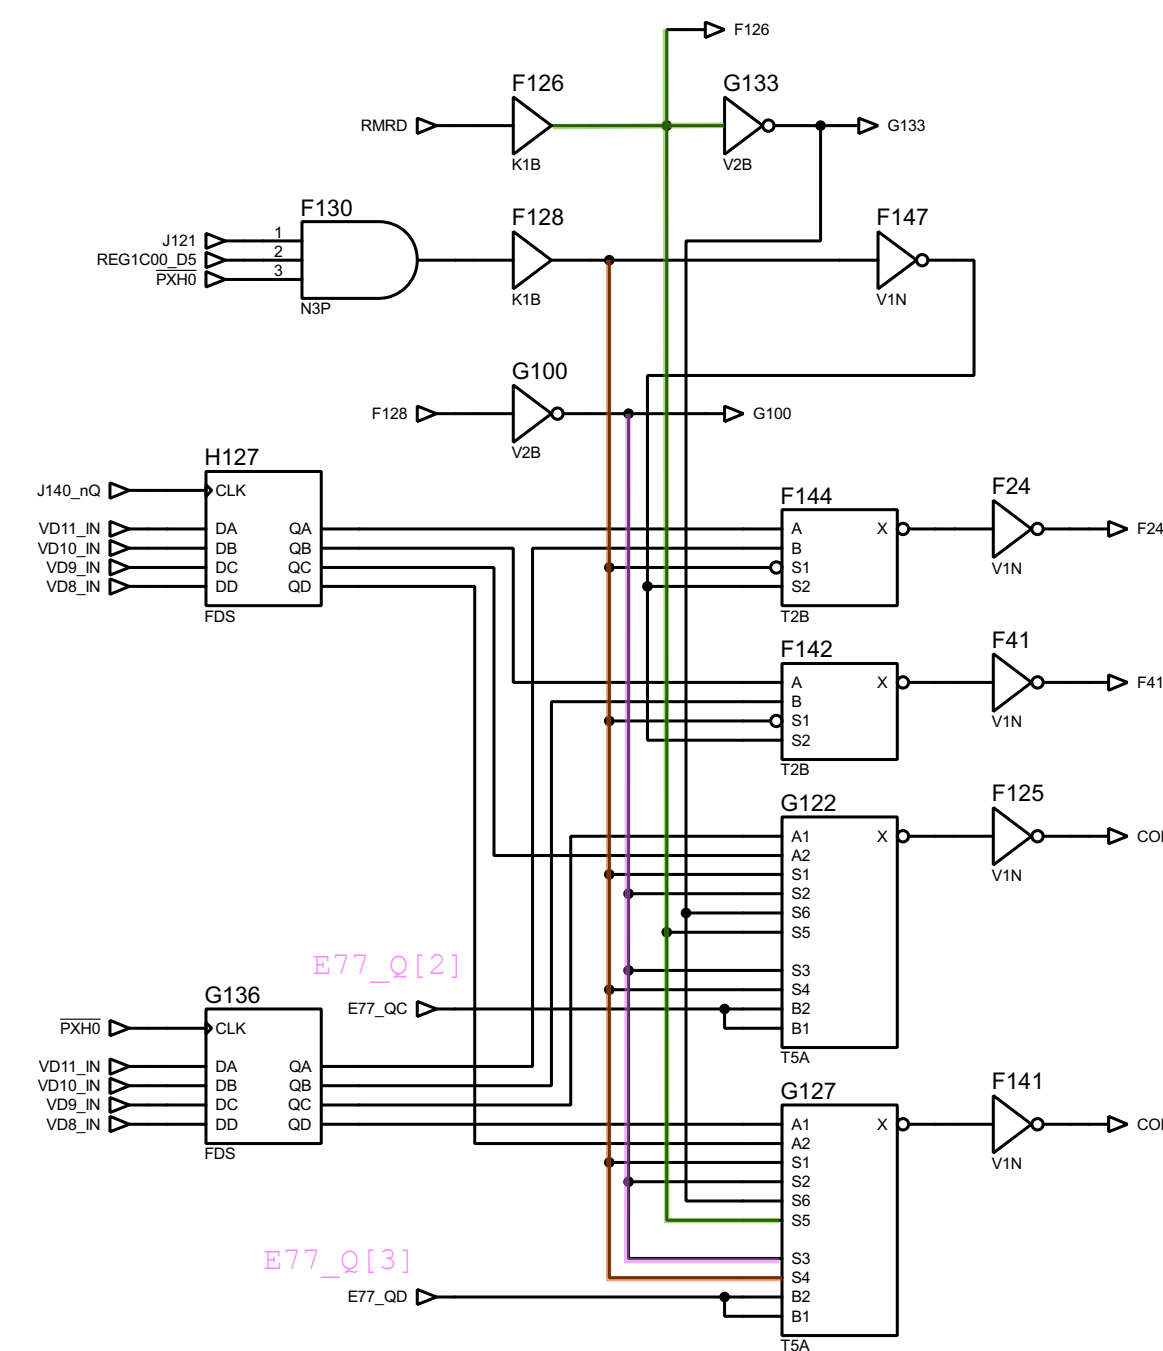 F126
F126
G133
RMRD
G133
K1B
V2B
F130
F128
F147
J121
1
REG1C00_D5
2
PXH0
3
N3P
K1B
V1N
G100
F128
G100
V2B
H127
J140_nQ
CLK
VD11_IN
DA
QA
VD10_IN
DB
QB
VD9_IN
DC
QC
VD8_IN
DD
QD
FDS
F144
A
X
B
S1
S2
T2B
F24
F24
V1N
F142
A
X
B
S1
S2
T2B
F41
F41
V1N
G122
A1
X
A2
S1
S2
S6
S5
S3
S4
B2
B1
T5A
F125
V1N
E77_Q[2]
E77_QC
G136
PXH0
CLK
VD11_IN
DA
QA
VD10_IN
DB
QB
VD9_IN
DC
QC
VD8_IN
DD
QD
FDS
G127
A1
X
A2
S1
S2
S6
S5
S3
S4
B2
B1
T5A
F141
V1N
E77_Q[3]
E77_QD